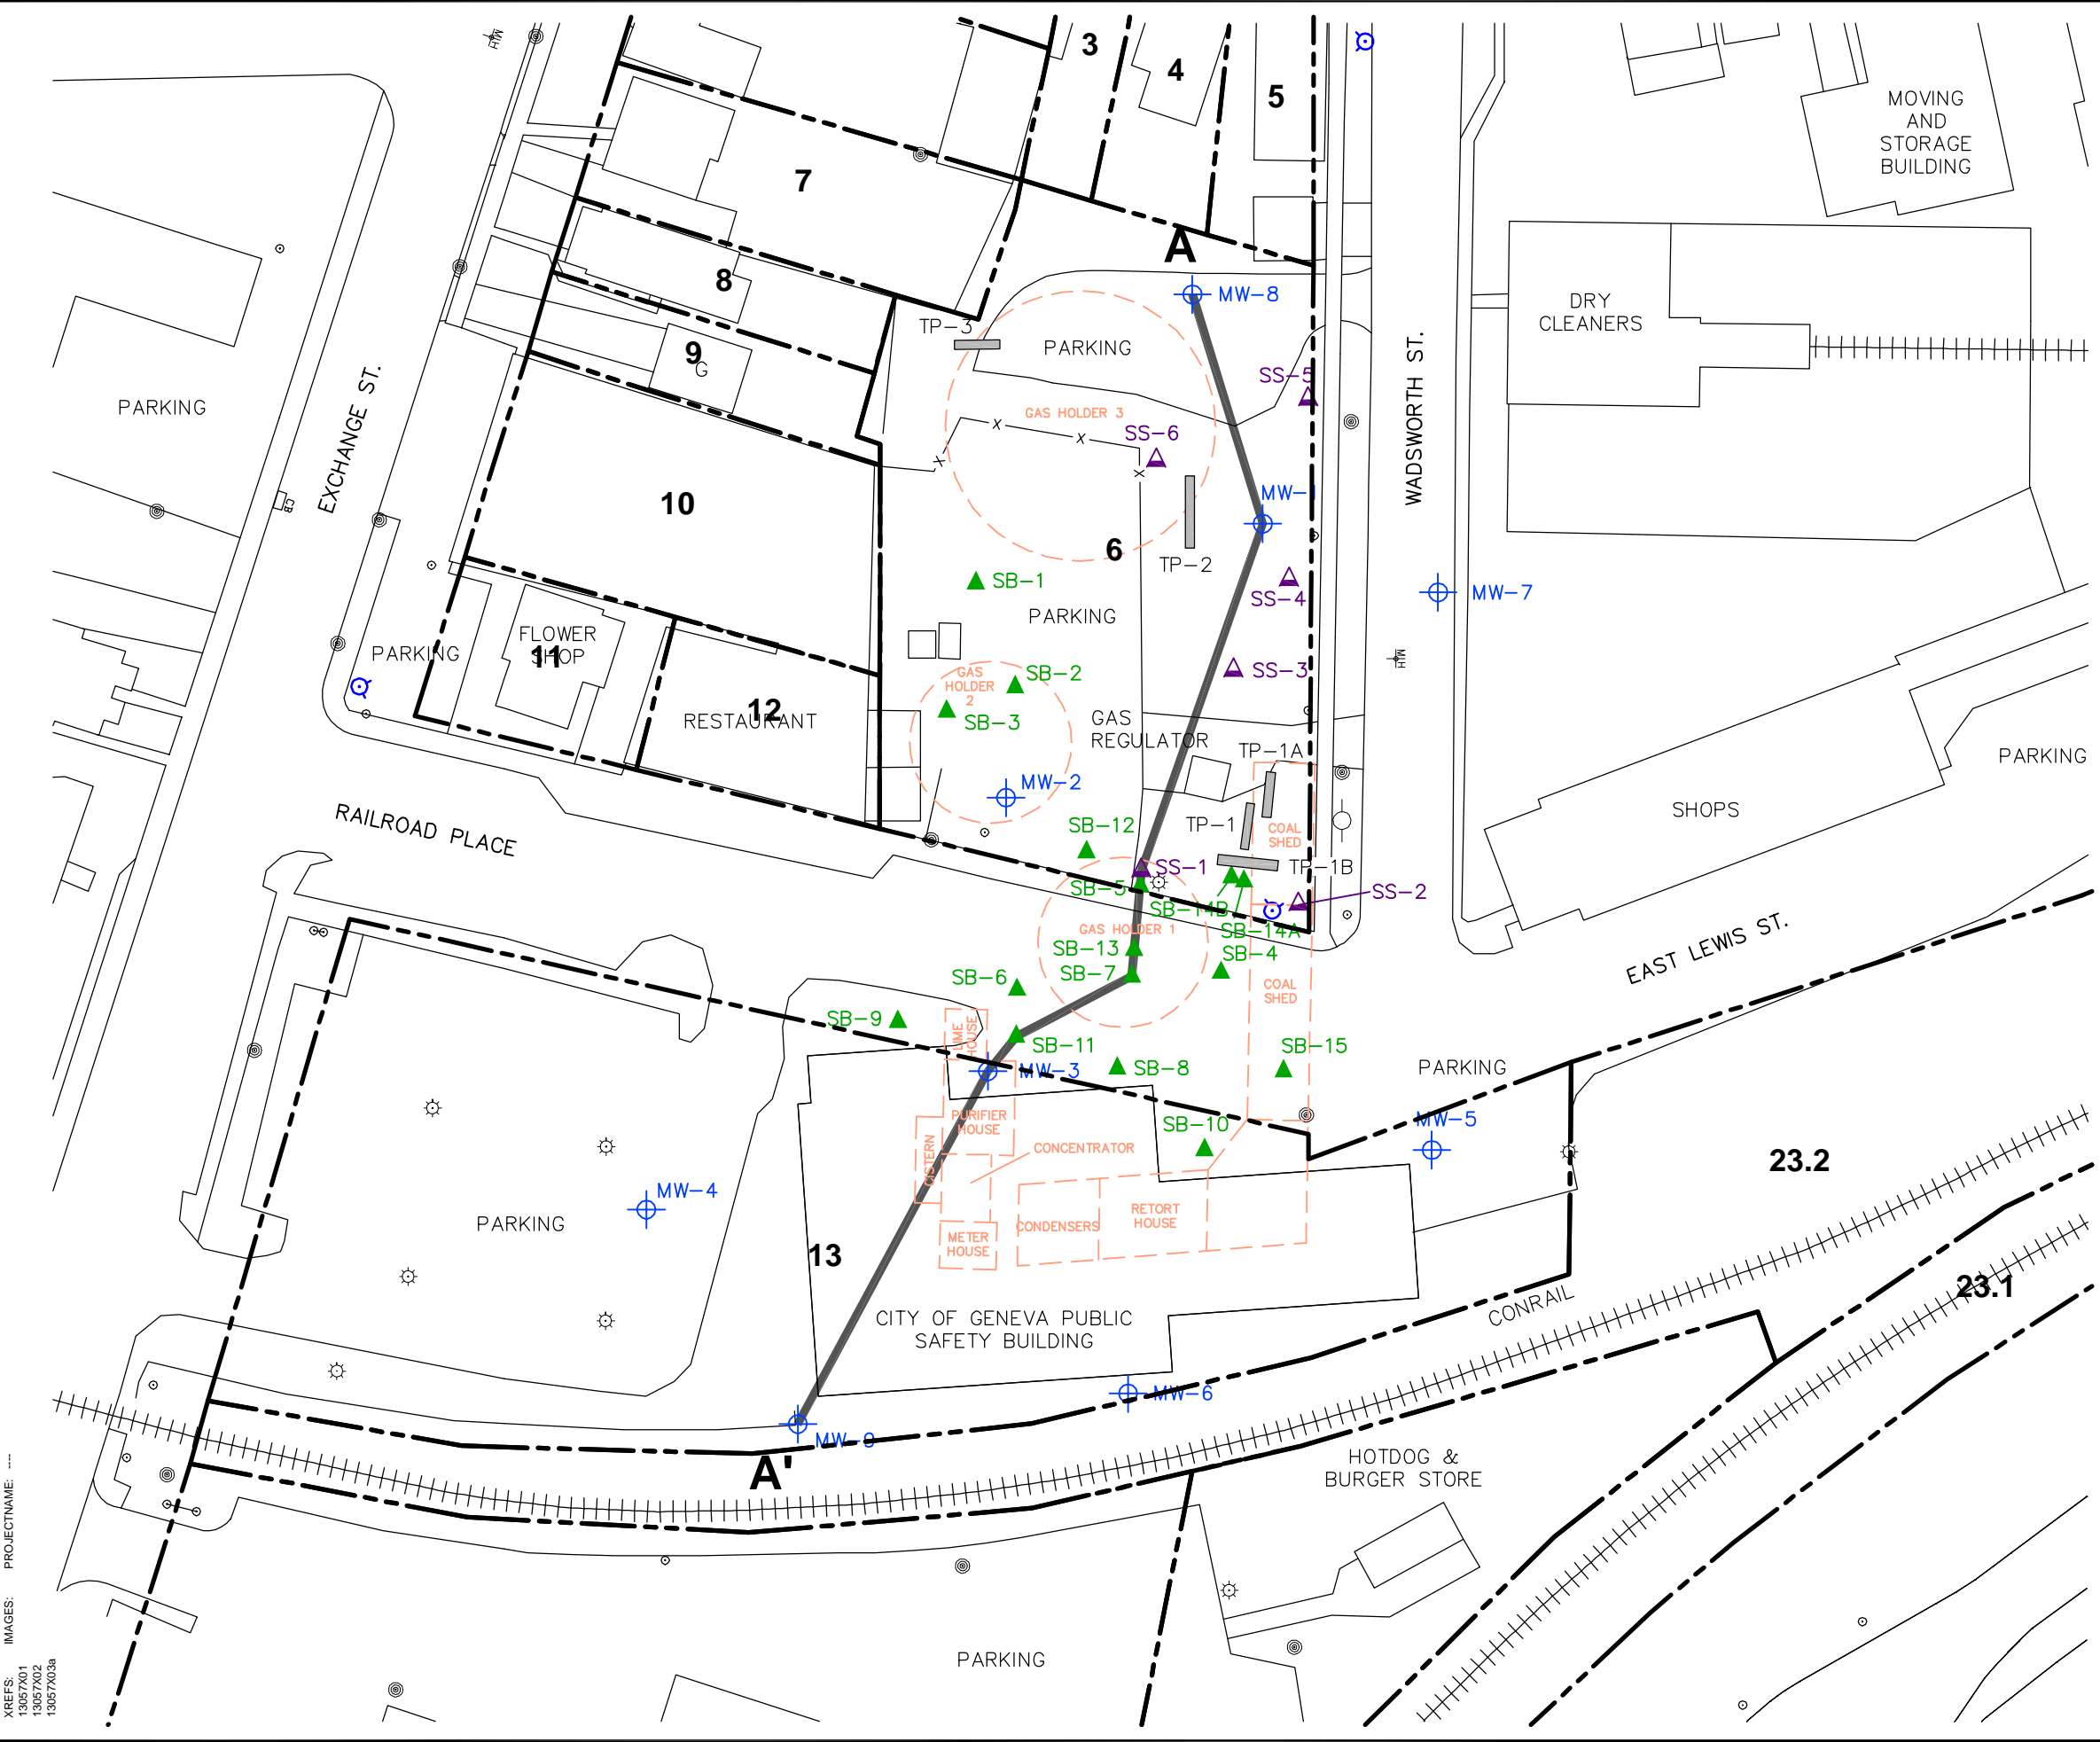 MH
3
4
5
MOVING
AND
STORAGE
BUILDING
7
A
8
MW-8
DRY
CLEANERS
TP-3
PARKING
9
G
WADSWORTH ST.
SS-5
PARKING
EXCHANGE ST.
GAS HOLDER 3
SS-6
X
X
X
X
MW-1
CB
10
6
TP-2
SB-1
SS-4
MW-7
PARKING
FLOWER
SHOP
11
PARKING
MH
GAS
HOLDER
2
SB-2
SS-3
12
RESTAURANT
SB-3
GAS
REGULATOR
TP-1A
PARKING
MW-2
SHOPS
RAILROAD PLACE
SB-12
TP-1
COAL
SHED
SS-1
TP-1B
SB-5
SS-2
SB-14B
GAS HOLDER 1
SB-14A
SB-13
SB-4
EAST LEWIS ST.
SB-7
SB-6
COAL
SHED
SB-9
LIME
HOUSE
SB-11
SB-15
MW-3
SB-8
PARKING
PURIFIER
HOUSE
SB-10
MW-5
CISTERN
CONCENTRATOR
23.2
MW-4
PARKING
CONDENSERS
RETORT
HOUSE
METER
HOUSE
13
23.1
CONRAIL
CITY OF GENEVA PUBLIC
SAFETY BUILDING
MW-6
MW-9
A'
HOTDOG &
BURGER STORE
PARKING
XREFS:
13057X01
13057X02
13057X03a
IMAGES:
PROJECTNAME: ----